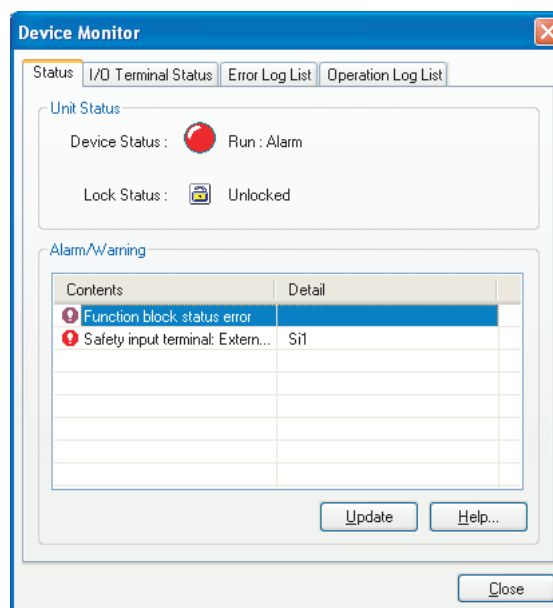 Device Monitor
Status I/O Terminal Status Error Log List Operation Log List
Unit Status
Device Status : Run : Alarm
Lock Status : Unlocked
Alarm/Warning
Contents Detail
Function block status error
Safety input terminal: Extern... Si1
Update Help...
Close